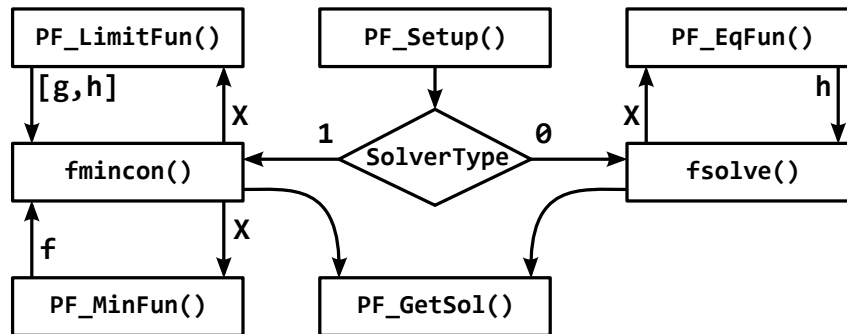 PF_LimitFun()
PF_Setup()
PF_EqFun()
[g,h]
X
X
h
1
0
fmincon()
SolverType
fsolve()
f
X
PF_MinFun()
PF_GetSol()